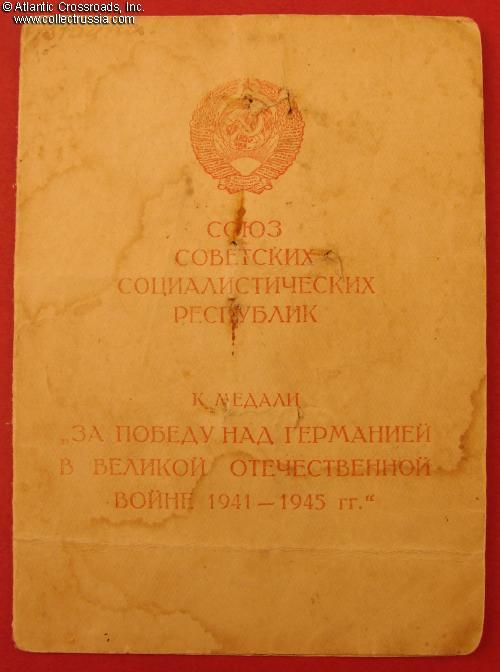 © Atlantic Crossroads, Inc.,
www.collectrussia.com
СОЮЗ
СОВЕТСКИХ
СОЦИАЛИСТИЧЕСКИХ
РЕСПУБЛИК
К МЕДАЛИ
„ЗА ПОБЕДУ НАД ГЕРМАНИЕЙ
В ВЕЛИКОЙ ОТЕЧЕСТВЕННОЙ
ВОЙНЕ 1941 — 1945 гг.“